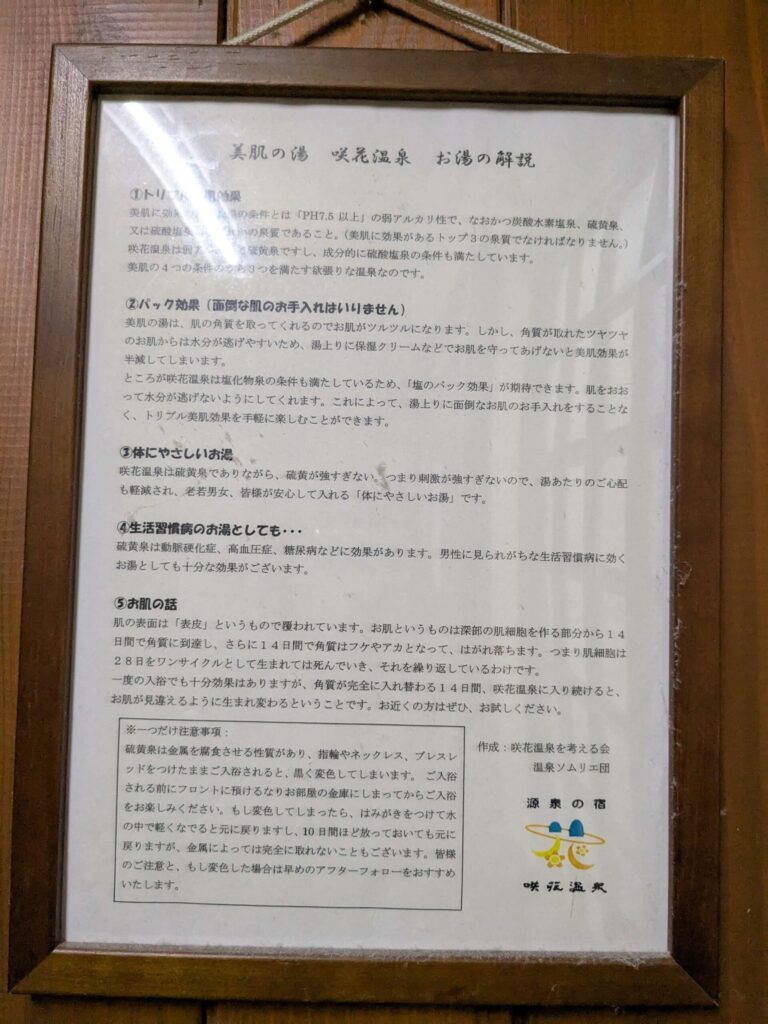 美肌の湯 咲花温泉 お湯の解説
①トリプル 肌効果
美肌に効果 の条件とは「PH7.5 以上」の弱アルカリ性で、なおかつ炭酸水素塩泉、硫黄泉、
又は硫酸塩泉 の泉質であること。(美肌に効果があるトップ3の泉質でなければなりません。)
咲花温泉は弱ア 硫黄泉ですし、成分的に硫酸塩泉の条件も満たしています。
美肌の4つの条件のうち3つを満たす欲張りな温泉なのです。
②パック効果(面倒な肌のお手入れはいりません)
美肌の湯は、肌の角質を取ってくれるのでお肌がツルツルになります。しかし、角質が取れたツヤツヤ
のお肌からは水分が逃げやすいため、湯上りに保湿クリームなどでお肌を守ってあげないと美肌効果が
半減してしまいます。
ところが咲花温泉は塩化物泉の条件も満たしているため、「塩のパック効果」が期待できます。肌をおお
って水分が逃げないようにしてくれます。これによって、湯上りに面倒なお肌のお手入れをすることな
く、トリプル美肌効果を手軽に楽しむことができます。
③体にやさしいお湯
咲花温泉は硫黄泉でありながら、硫黄が強すぎない。つまり刺激が強すぎないので、湯あたりのご心配
も軽減され、老若男女、皆様が安心して入れる「体にやさしいお湯」です。
④生活習慣病のお湯としても・・・
硫黄泉は動脈硬化症、高血圧症、糖尿病などに効果があります。男性に見られがちな生活習慣病に効く
お湯としても十分な効果がございます。
⑤お肌の話
肌の表面は「表皮」というもので覆われています。お肌というものは深部の肌細胞を作る部分から14
日間で角質に到達し、さらに14日間で角質はフケやアカとなって、はがれ落ちます。つまり肌細胞は
28日をワンサイクルとして生まれては死んでいき、それを繰り返しているわけです。
一度の入浴でも十分効果はありますが、角質が完全に入れ替わる14日間、咲花温泉に入り続けると、
お肌が見違えるように生まれ変わるということです。お近くの方はぜひ、お試しください。
※一つだけ注意事項:
硫黄泉は金属を腐食させる性質があり、指輪やネックレス、ブレスレ
ッドをつけたままご入浴されると、黒く変色してしまいます。 ご入浴
される前にフロントに預けるなりお部屋の金庫にしまってからご入浴
をお楽しみください。もし変色してしまったら、はみがきをつけて水
の中で軽くなでると元に戻りますし、10 日間ほど放っておいても元に
戻りますが、金属によっては完全に取れないこともございます。皆様
のご注意と、もし変色した場合は早めのアフターフォローをおすすめ
いたします。
作成:咲花温泉を考える会
温泉ソムリエ団
源泉の宿
咲花温泉